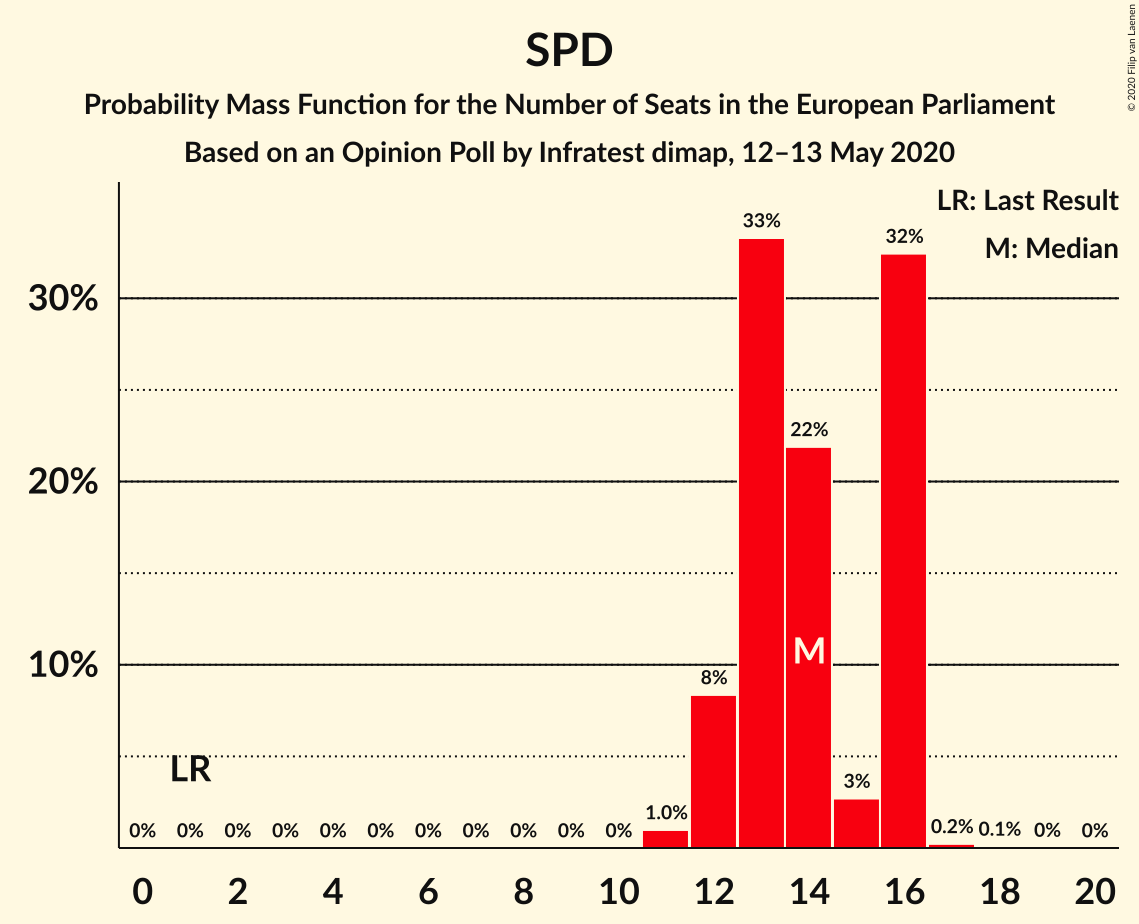 SPD
Probability Mass Function for the Number of Seats in the European Parliament
Based on an Opinion Poll by Infratest dimap, 12–13 May 2020
© 2020 Filip van Laenen
LR: Last Result
M: Median
33%
32%
30%
22%
20%
M
10%
8%
LR
3%
0% 0% 0% 0% 0% 0% 0% 0% 0% 0% 0% 1.0% 0.2% 0.1% 0% 0%
0 2 4 6 8 10 12 14 16 18 20